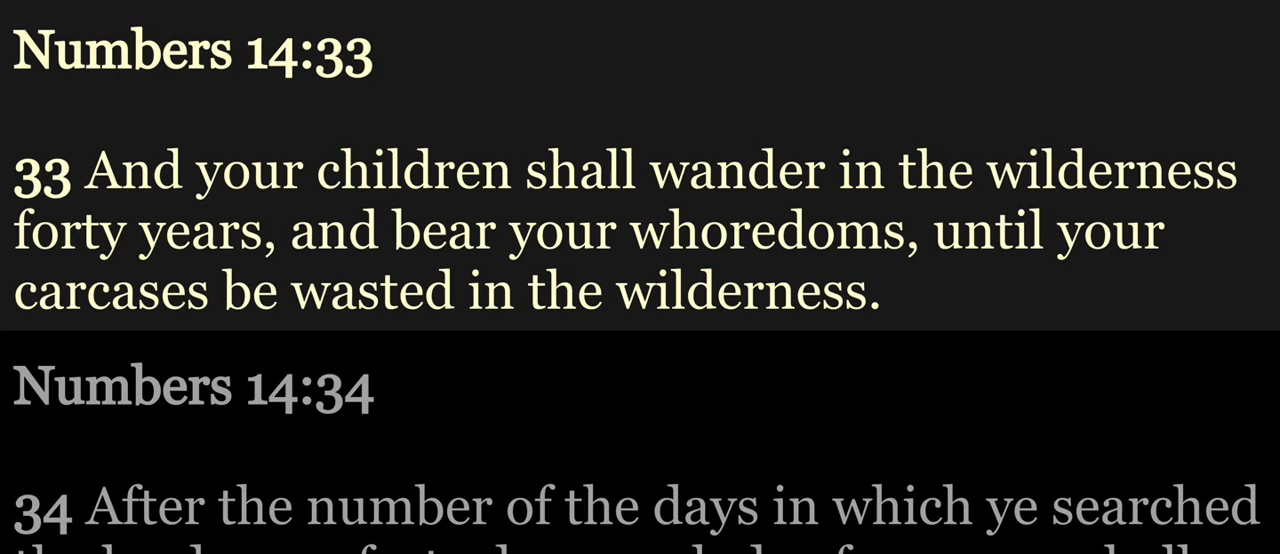 Numbers 14:33
33 And your children shall wander in the wilderness
forty years, and bear your whoredoms, until your
carcases be wasted in the wilderness.
Numbers 14:34
34 After the number of the days in which ye searched